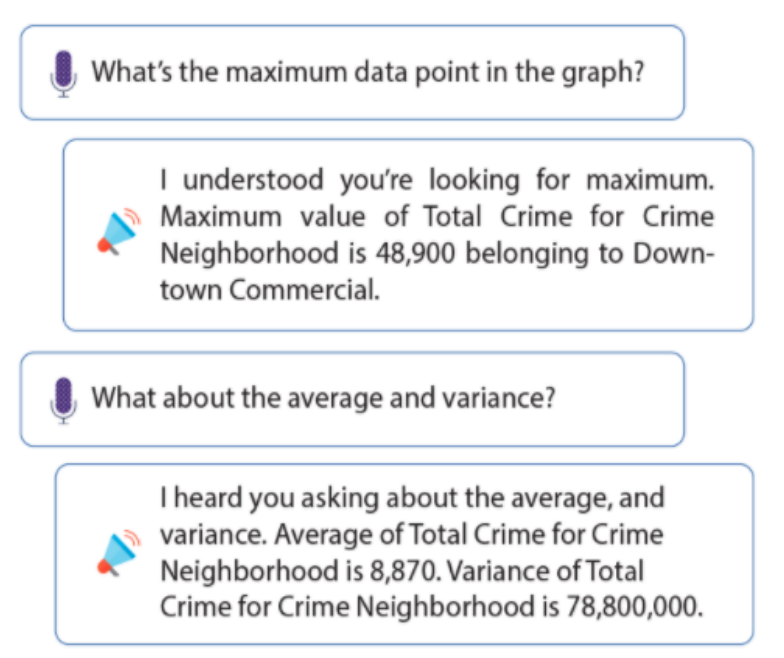 What's the maximum data point in the graph?
I understood you're looking for maximum.
Maximum value of Total Crime for Crime
Neighborhood is 48,900 belonging to Down-
town Commercial.
What about the average and variance?
I heard you asking about the average, and
variance. Average of Total Crime for Crime
Neighborhood is 8,870. Variance of Total
Crime for Crime Neighborhood is 78,800,000.